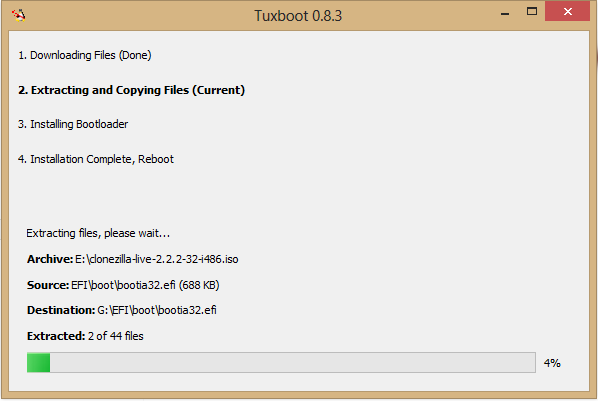 Tuxboot 0.8.3
1. Downloading Files (Done)
2. Extracting and Copying Files (Current)
3. Installing Bootloader
4. Installation Complete, Reboot
Extracting files, please wait...
Archive: E:\clonezilla-live-2.2.2-32-i486.iso
Source: EFI\boot\bootia32.efi (688 KB)
Destination: G:\EFI\boot\bootia32.efi
Extracted: 2 of 44 files
4%